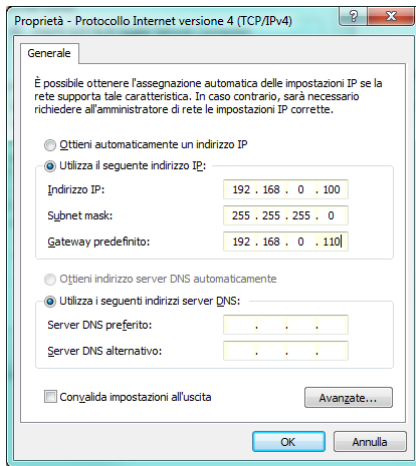 Proprietà - Protocollo Internet versione 4 (TCP/IPv4)
Generale
È possibile ottenere l'assegnazione automatica delle impostazioni IP se la
rete supporta tale caratteristica. In caso contrario, sarà necessario
richiedere all'amministratore di rete le impostazioni IP corrette.
Ottieni automaticamente un indirizzo IP
Utilizza il seguente indirizzo IP:
Indirizzo IP: 192 . 168 . 0 . 100
Subnet mask: 255 . 255 . 255 . 0
Gateway predefinito: 192 . 168 . 0 . 110
Ottieni indirizzo server DNS automaticamente
Utilizza i seguenti indirizzi server DNS:
Server DNS preferito: . . .
Server DNS alternativo: . . .
Convalida impostazioni all'uscita Avanzate...
OK Annulla